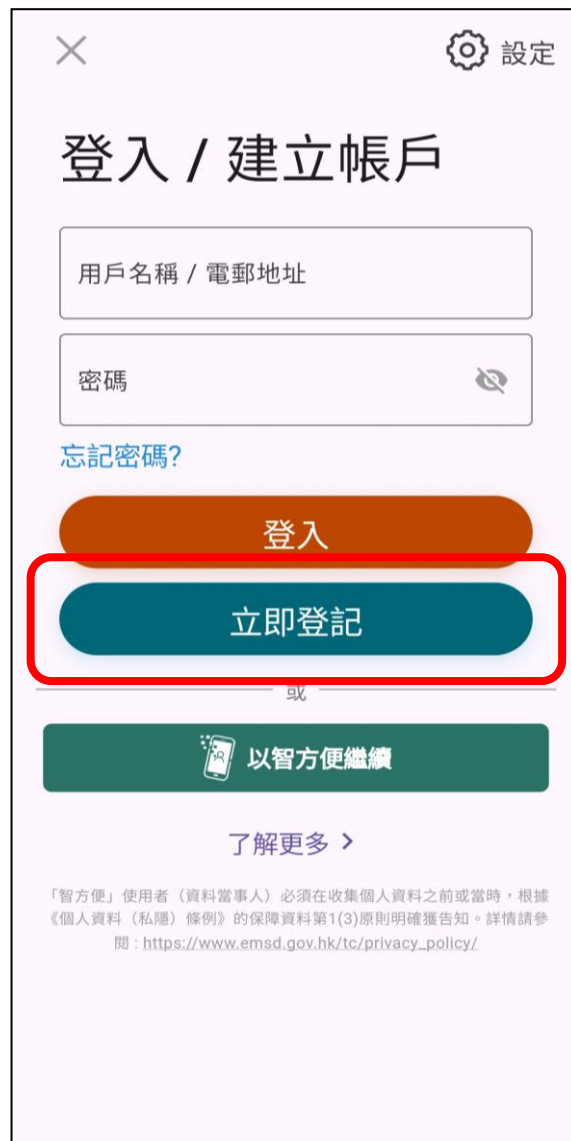 設定
登入 / 建立帳戶
用戶名稱 / 電郵地址
密碼
忘記密碼?
登入
立即登記
或
以智方便繼續
了解更多
「智方便」使用者（資料當事人）必須在收集個人資料之前或當時，根據
《個人資料（私隱）條例》的保障資料第1(3)原則明確獲告知。詳情請參
閱 : https://www.emsd.gov.hk/tc/privacy_policy/